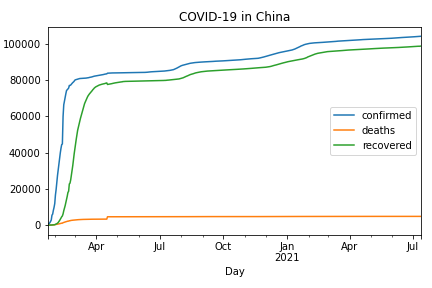 COVID-19 in China
100000
80000
60000
40000
20000
0
confirmed
deaths
recovered
Apr Jul Oct Jan Apr Jul
2021
Day